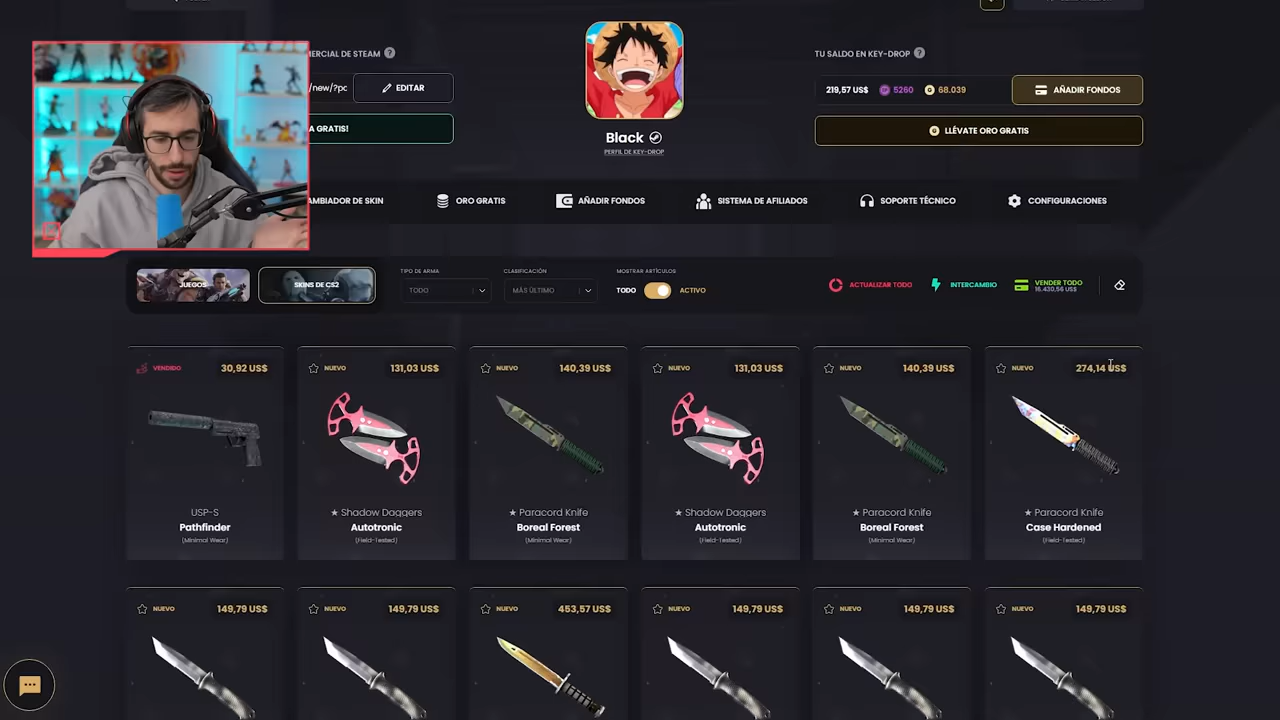 MERCIAL DE STEAM ?
/new/?pc
EDITAR
A GRATIS!
Black
PERFIL DE KEY-DROP
TU SALDO EN KEY-DROP ?
219,57 US$ 5260 68.039
AÑADIR FONDOS
LLÉVATE ORO GRATIS
AMBIADOR DE SKIN
ORO GRATIS
AÑADIR FONDOS
SISTEMA DE AFILIADOS
SOPORTE TÉCNICO
CONFIGURACIONES
JUEGOS
SKINS DE CS2
TIPO DE ARMA
TODO
CLASIFICACIÓN
MÁS ÚLTIMO
MOSTRAR ARTÍCULOS
TODO ACTIVO
ACTUALIZAR TODO
INTERCAMBIO
VENDER TODO
16.430,56 US$
VENDIDO 30,92 US$
USP-S
Pathfinder
(Minimal Wear)
NUEVO 131,03 US$
★ Shadow Daggers
Autotronic
(Field-Tested)
NUEVO 140,39 US$
★ Paracord Knife
Boreal Forest
(Minimal Wear)
NUEVO 131,03 US$
★ Shadow Daggers
Autotronic
(Field-Tested)
NUEVO 140,39 US$
★ Paracord Knife
Boreal Forest
(Minimal Wear)
NUEVO 274,14 US$
★ Paracord Knife
Case Hardened
(Field-Tested)
NUEVO 149,79 US$
NUEVO 149,79 US$
NUEVO 453,57 US$
NUEVO 149,79 US$
NUEVO 149,79 US$
NUEVO 149,79 US$